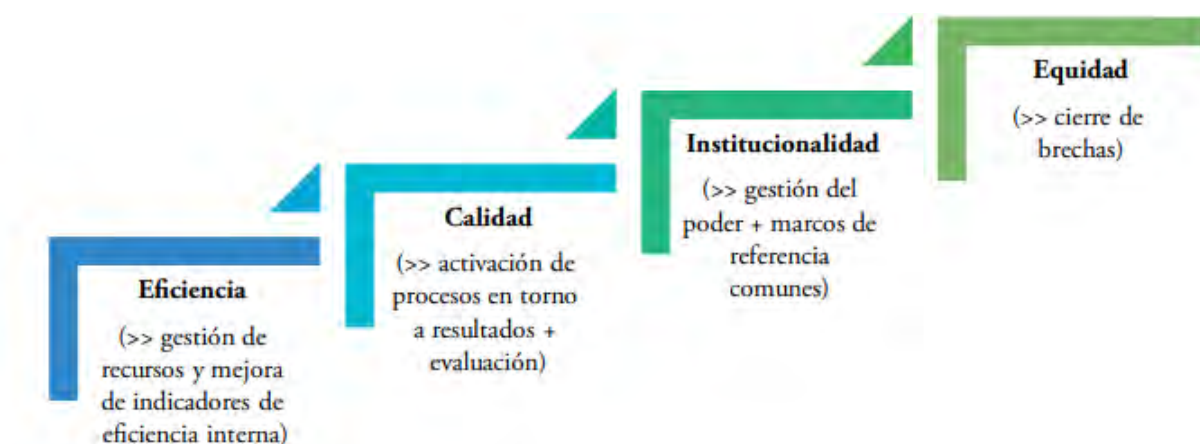 Eficiencia
(>> gestión de
recursos y mejora
de indicadores de
eficiencia interna)
Calidad
(>> activación de
procesos en torno
a resultados +
evaluación)
Institucionalidad
(>> gestión del
poder + marcos de
referencia
comunes)
Equidad
(>> cierre de
brechas)